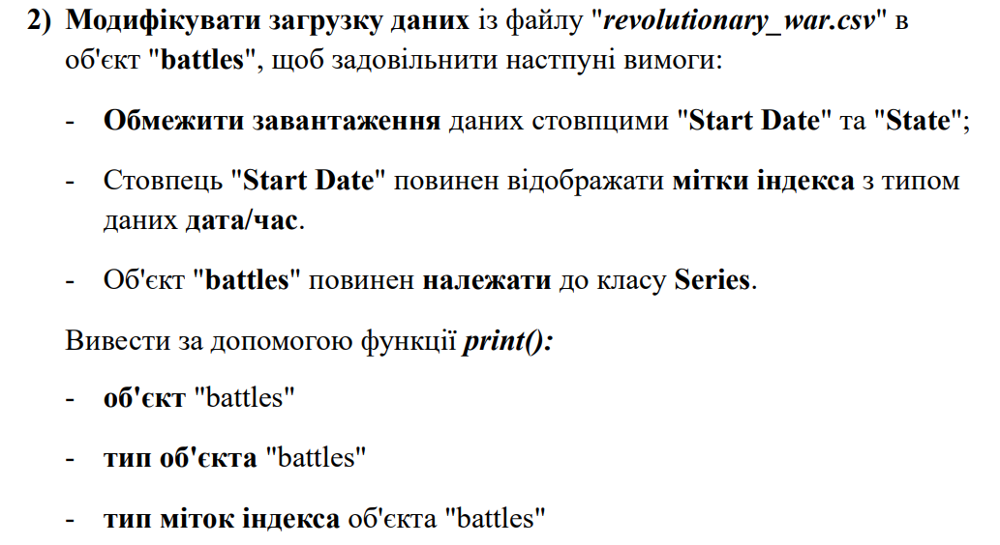 2) Модифікувати загрузку даних із файлу "revolutionary_war.csv" в
об'єкт "battles", щоб задовільнити настпуні вимоги:
- Обмежити завантаження даних стовпцими "Start Date" та "State";
- Стовпець "Start Date" повинен відображати мітки індекса з типом
даних дата/час.
- Об'єкт "battles" повинен належати до класу Series.
Вивести за допомогою функції print():
- об'єкт "battles"
- тип об'єкта "battles"
- тип міток індекса об'єкта "battles"